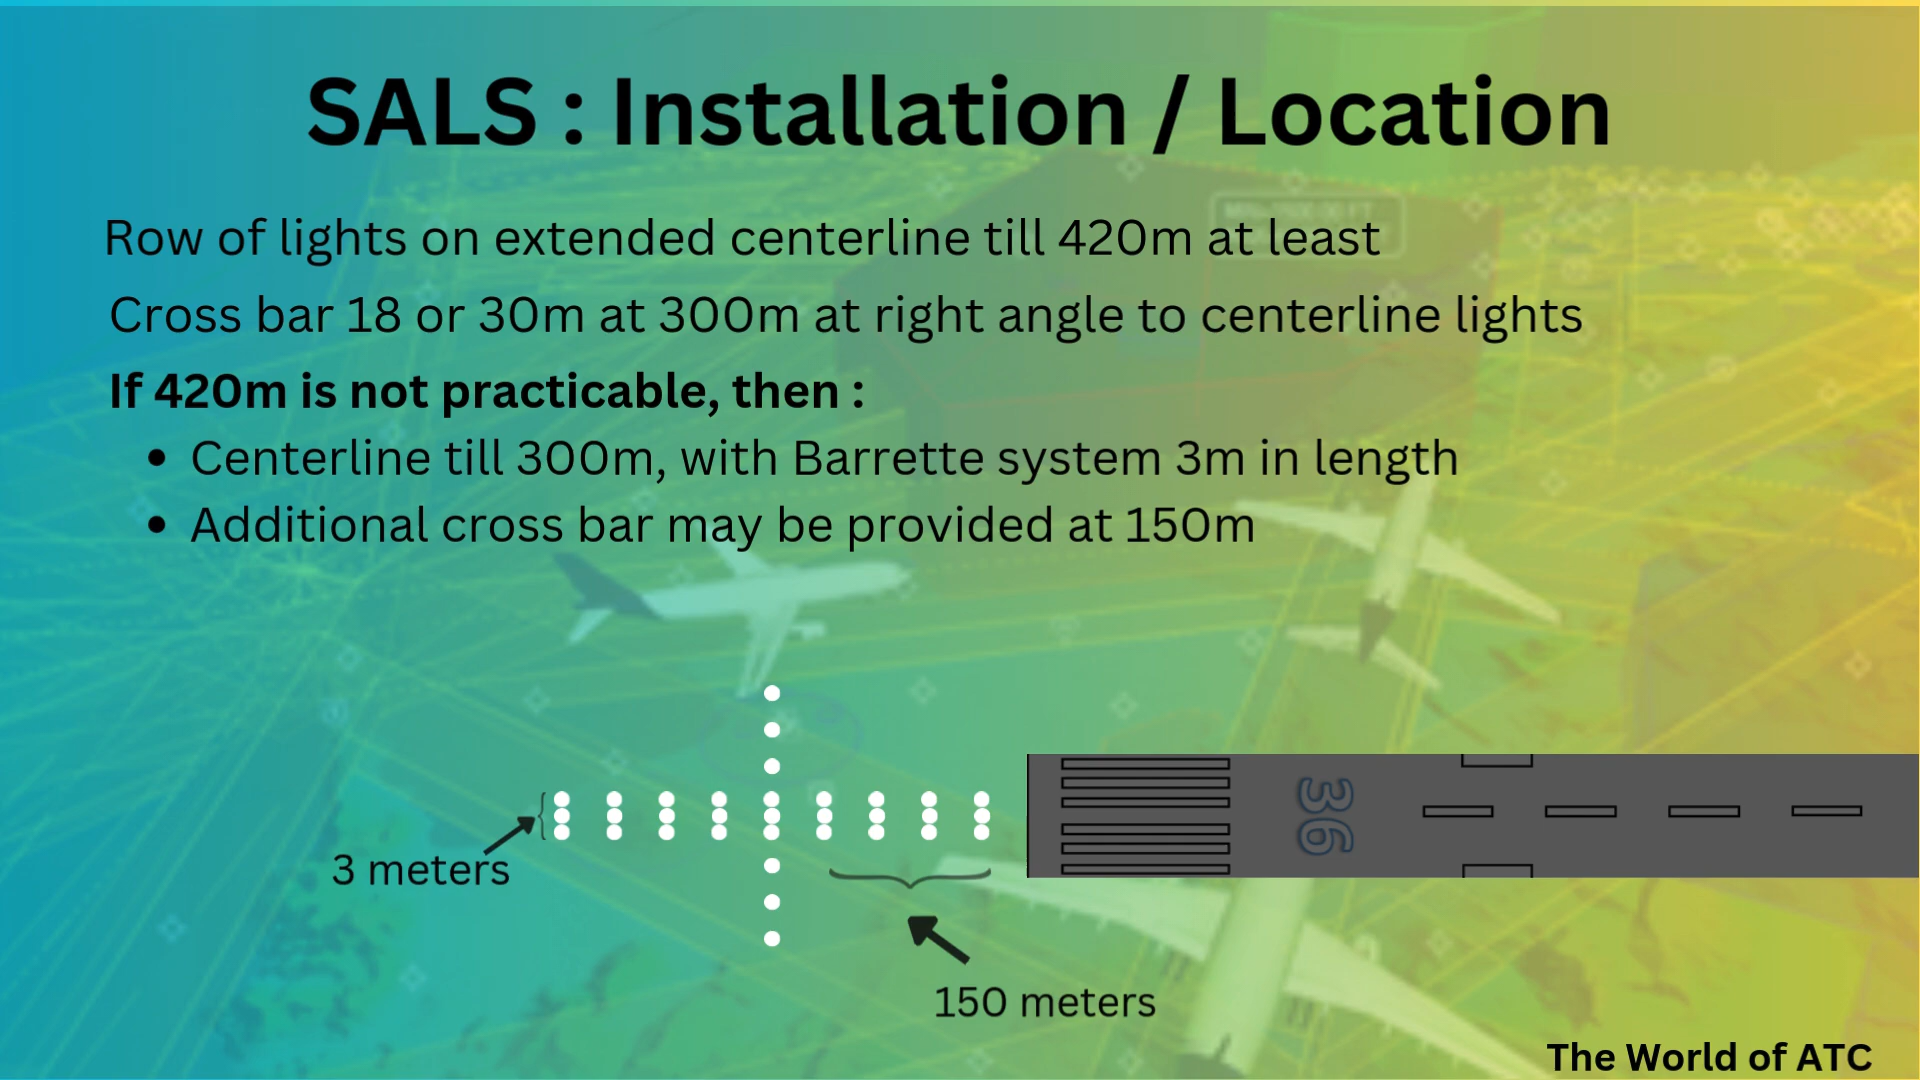 SALS : Installation / Location
Row of lights on extended centerline till 420m at least
Cross bar 18 or 30m at 300m at right angle to centerline lights
If 420m is not practicable, then :
• Centerline till 300m, with Barrette system 3m in length
• Additional cross bar may be provided at 150m
36
3 meters
150 meters
The World of ATC